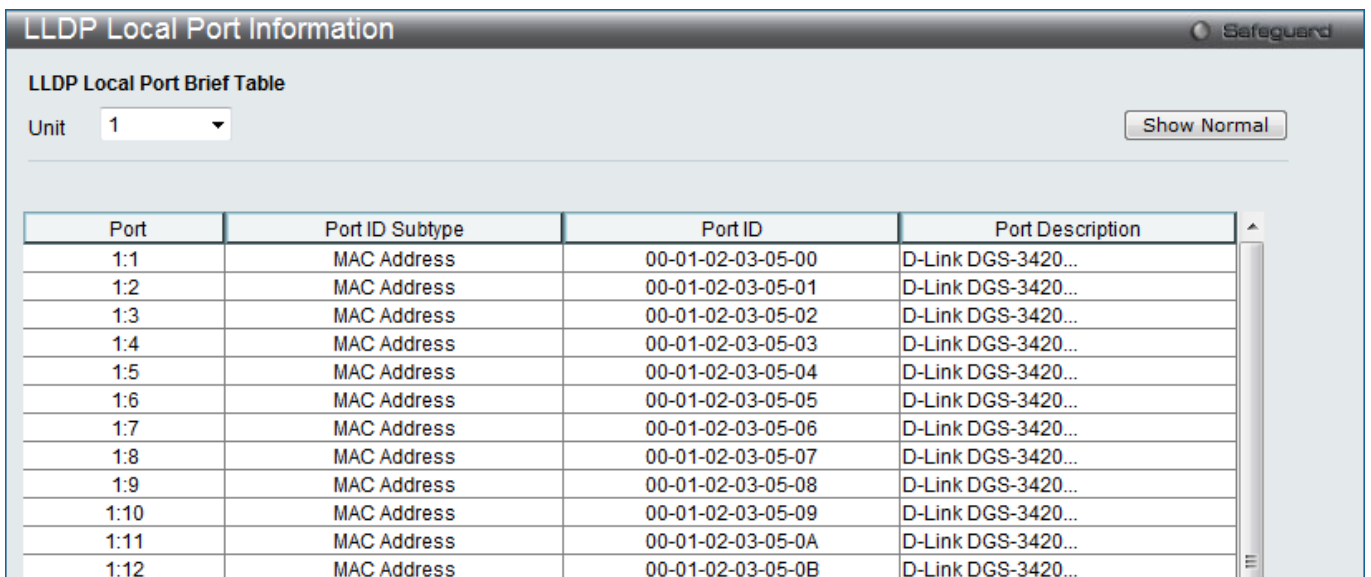 LLDP Local Port Information
Safeguard
LLDP Local Port Brief Table
Unit 1
Show Normal
Port Port ID Subtype Port ID Port Description
1:1 MAC Address 00-01-02-03-05-00 D-Link DGS-3420...
1:2 MAC Address 00-01-02-03-05-01 D-Link DGS-3420...
1:3 MAC Address 00-01-02-03-05-02 D-Link DGS-3420...
1:4 MAC Address 00-01-02-03-05-03 D-Link DGS-3420...
1:5 MAC Address 00-01-02-03-05-04 D-Link DGS-3420...
1:6 MAC Address 00-01-02-03-05-05 D-Link DGS-3420...
1:7 MAC Address 00-01-02-03-05-06 D-Link DGS-3420...
1:8 MAC Address 00-01-02-03-05-07 D-Link DGS-3420...
1:9 MAC Address 00-01-02-03-05-08 D-Link DGS-3420...
1:10 MAC Address 00-01-02-03-05-09 D-Link DGS-3420...
1:11 MAC Address 00-01-02-03-05-0A D-Link DGS-3420...
1:12 MAC Address 00-01-02-03-05-0B D-Link DGS-3420...